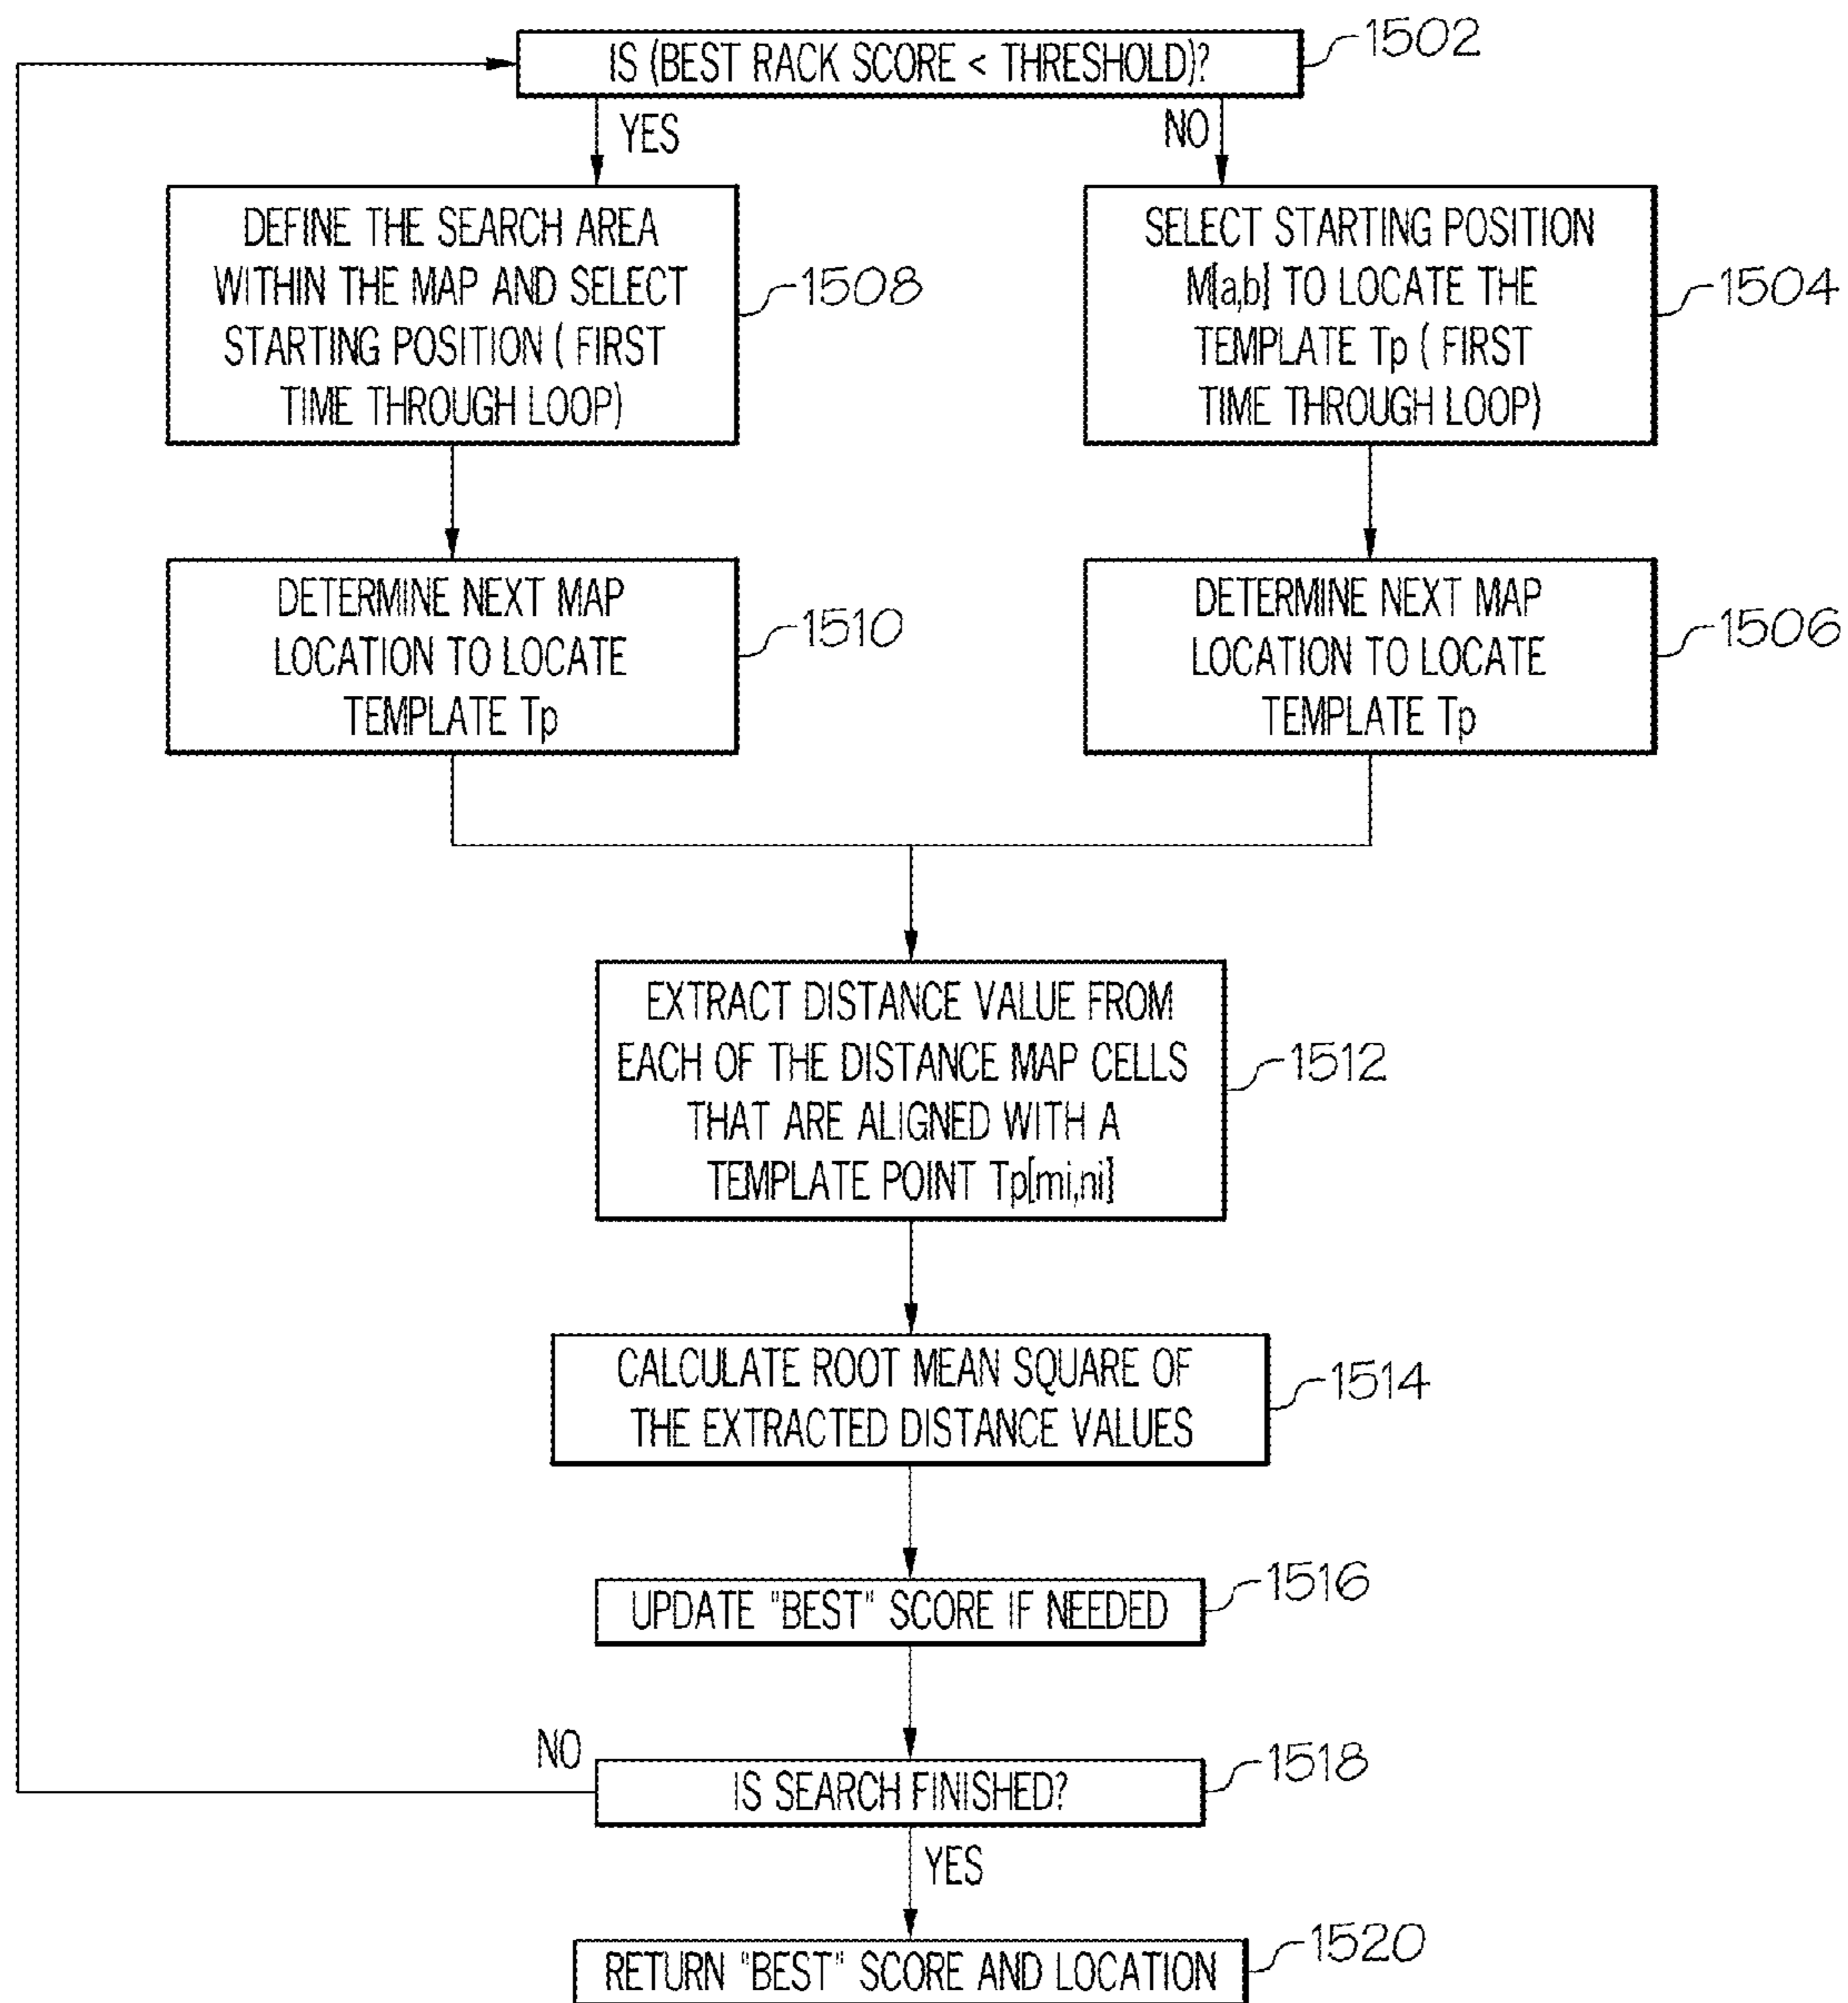 IS (BEST RACK SCORE < THRESHOLD)?
1502
YES
NO
DEFINE THE SEARCH AREA
WITHIN THE MAP AND SELECT
STARTING POSITION ( FIRST
TIME THROUGH LOOP)
1508
SELECT STARTING POSITION
M[a,b] TO LOCATE THE
TEMPLATE Tp ( FIRST
TIME THROUGH LOOP)
1504
DETERMINE NEXT MAP
LOCATION TO LOCATE
TEMPLATE Tp
1510
DETERMINE NEXT MAP
LOCATION TO LOCATE
TEMPLATE Tp
1506
EXTRACT DISTANCE VALUE FROM
EACH OF THE DISTANCE MAP CELLS
THAT ARE ALIGNED WITH A
TEMPLATE POINT Tp[mi,ni]
1512
CALCULATE ROOT MEAN SQUARE OF
THE EXTRACTED DISTANCE VALUES
1514
UPDATE "BEST" SCORE IF NEEDED
1516
NO
IS SEARCH FINISHED?
1518
YES
RETURN "BEST" SCORE AND LOCATION
1520